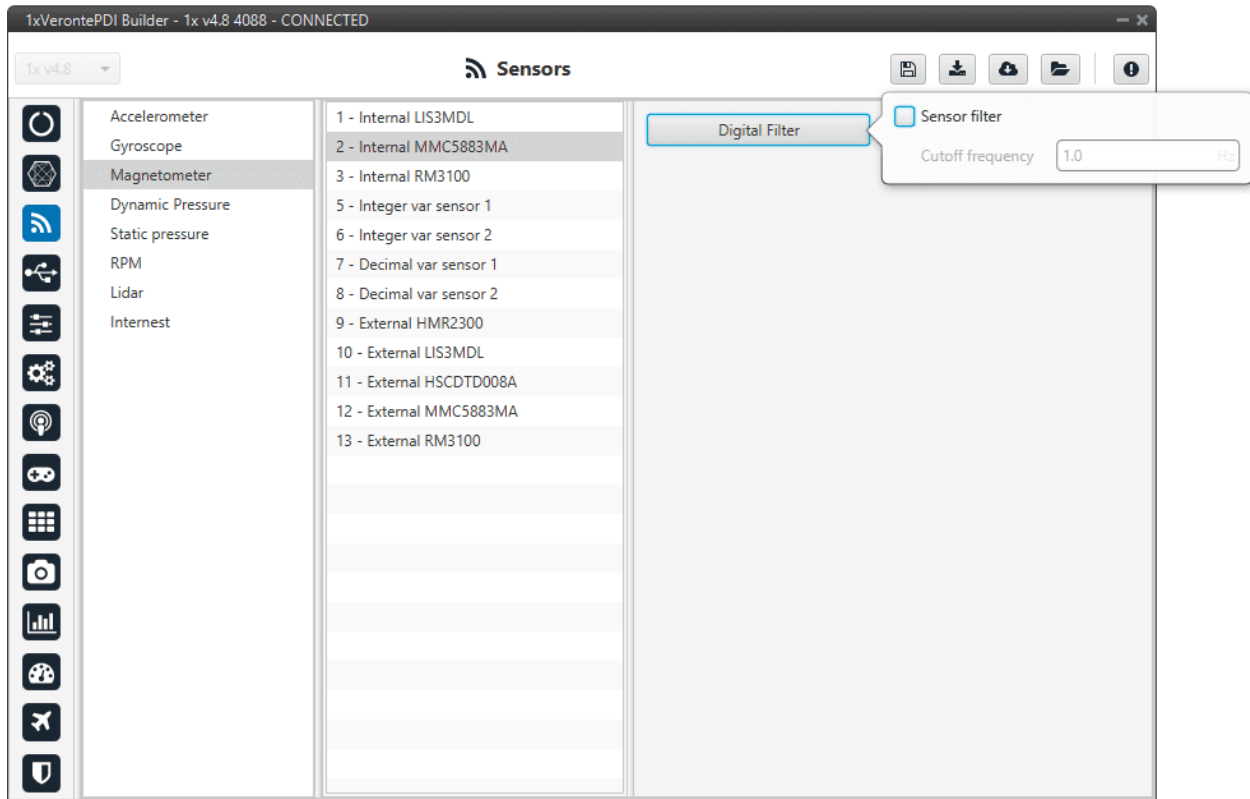 1xVerontePDI Builder - 1x v4.8 4088 - CONNECTED
1x v4.8
Sensors
Accelerometer
Gyroscope
Magnetometer
Dynamic Pressure
Static pressure
RPM
Lidar
Internest
1 - Internal LIS3MDL
2 - Internal MMC5883MA
3 - Internal RM3100
5 - Integer var sensor 1
6 - Integer var sensor 2
7 - Decimal var sensor 1
8 - Decimal var sensor 2
9 - External HMR2300
10 - External LIS3MDL
11 - External HSCDTD008A
12 - External MMC5883MA
13 - External RM3100
Digital Filter
Sensor filter
Cutoff frequency 1.0 Hz